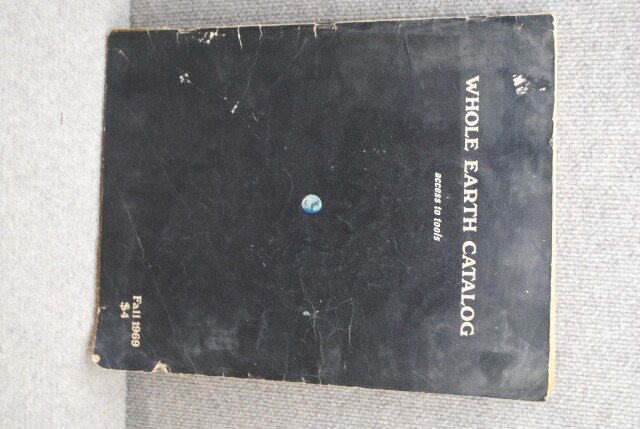 WHOLE EARTH CATALOG
access to tools
Fall 1969
$4